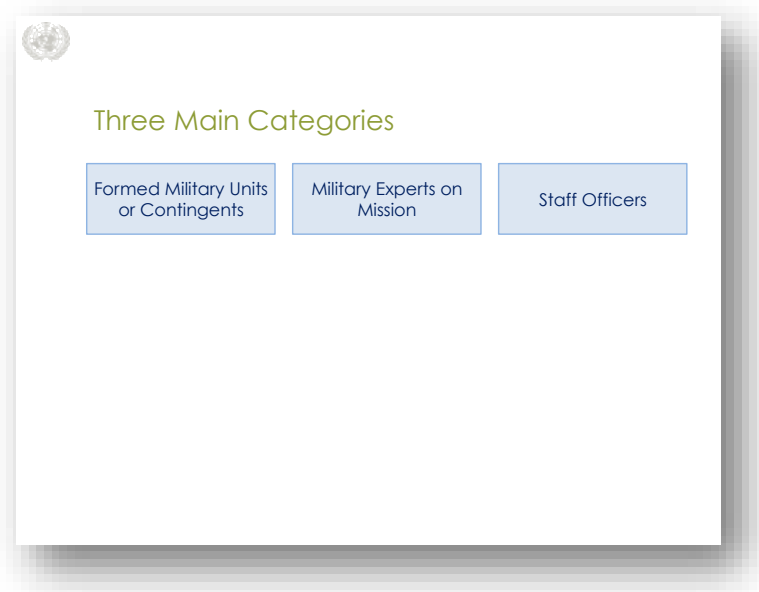 Three Main Categories
Formed Military Units
or Contingents
Military Experts on
Mission
Staff Officers